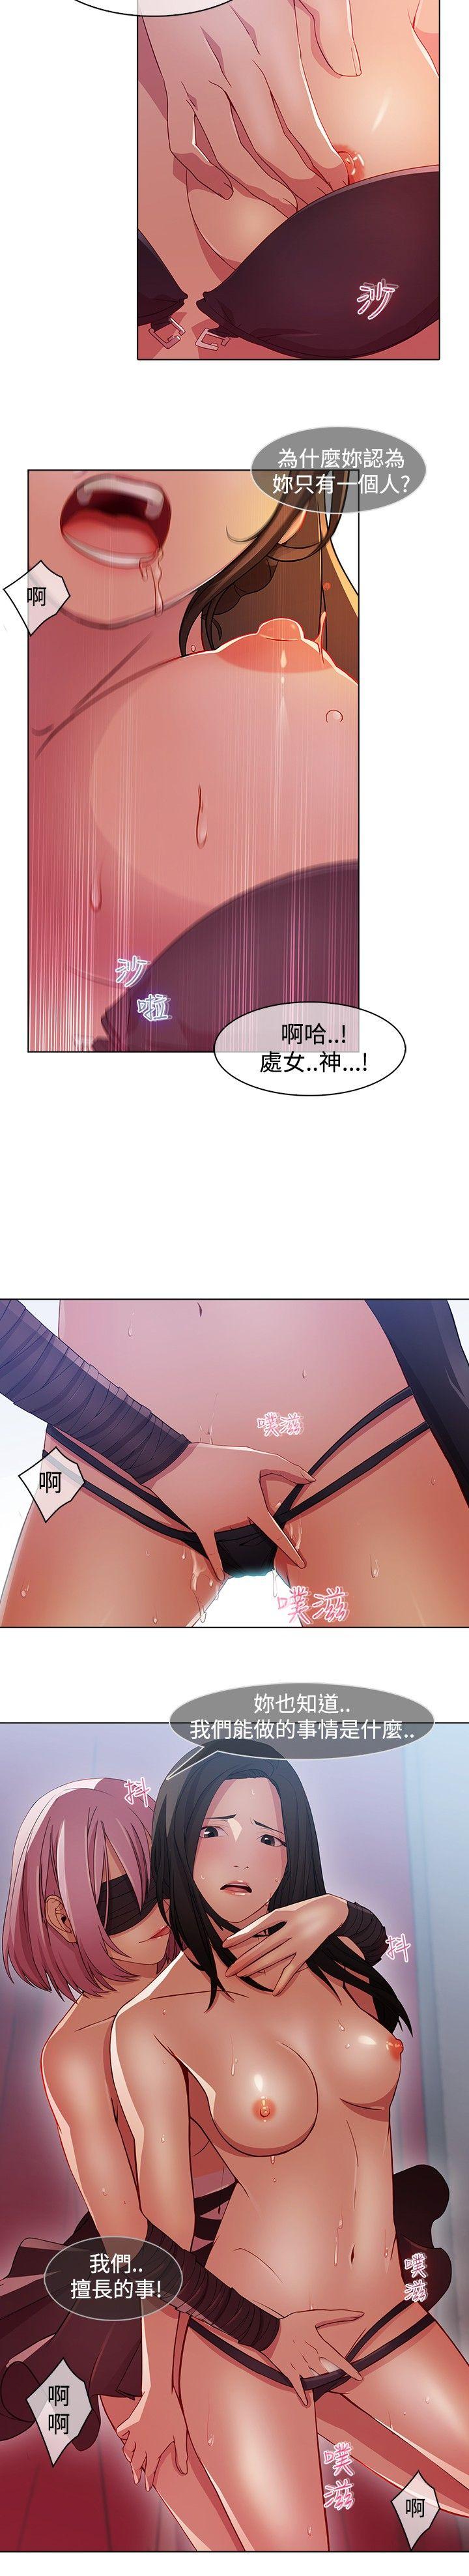 沙
為什麼妳認為
妳只有一個人?
啊
沙
啦
啊哈..!
處女..神...!
噗滋
啊
噗滋
妳也知道..
我們能做的事情是什麼..
抖
抖
我們..
擅長的事!
噗
滋
啊
啊
噗
滋
啊